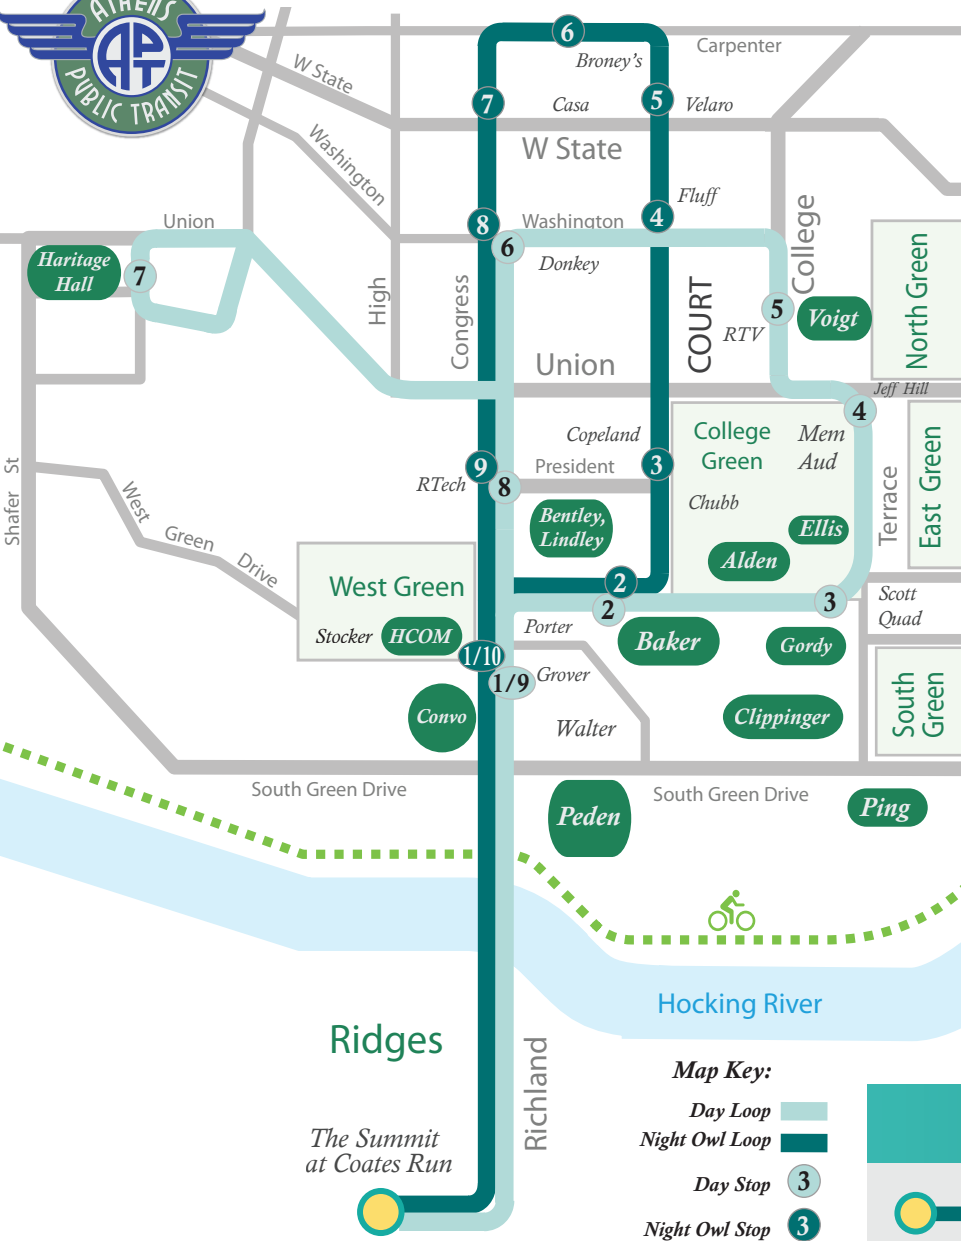 ATHENS
APT
PUBLIC TRANSIT
6
Carpenter
Broney's
W State
7
Casa
5
Velaro
W State
Washington
Fluff
Union
8
Washington
4
6
Donkey
College
Haritage
Hall
7
High
Congress
COURT
5
RTV
Voigt
North Green
Union
Jeff Hill
4
Copeland
College
Green
Mem
Aud
Shafer St
9
President
3
RTech
8
Chubb
Terrace
East Green
West
Green
Drive
Bentley,
Lindley
Ellis
Alden
West Green
2
2
3
Scott
Quad
Stocker
HCOM
Porter
Baker
Gordy
1/10
1/9
Grover
South
Green
Convo
Walter
Clippinger
South Green Drive
South Green Drive
Peden
Ping
Hocking River
Ridges
Richland
Map Key:
Day Loop
Night Owl Loop
The Summit
at Coates Run
Day Stop
3
Night Owl Stop
3